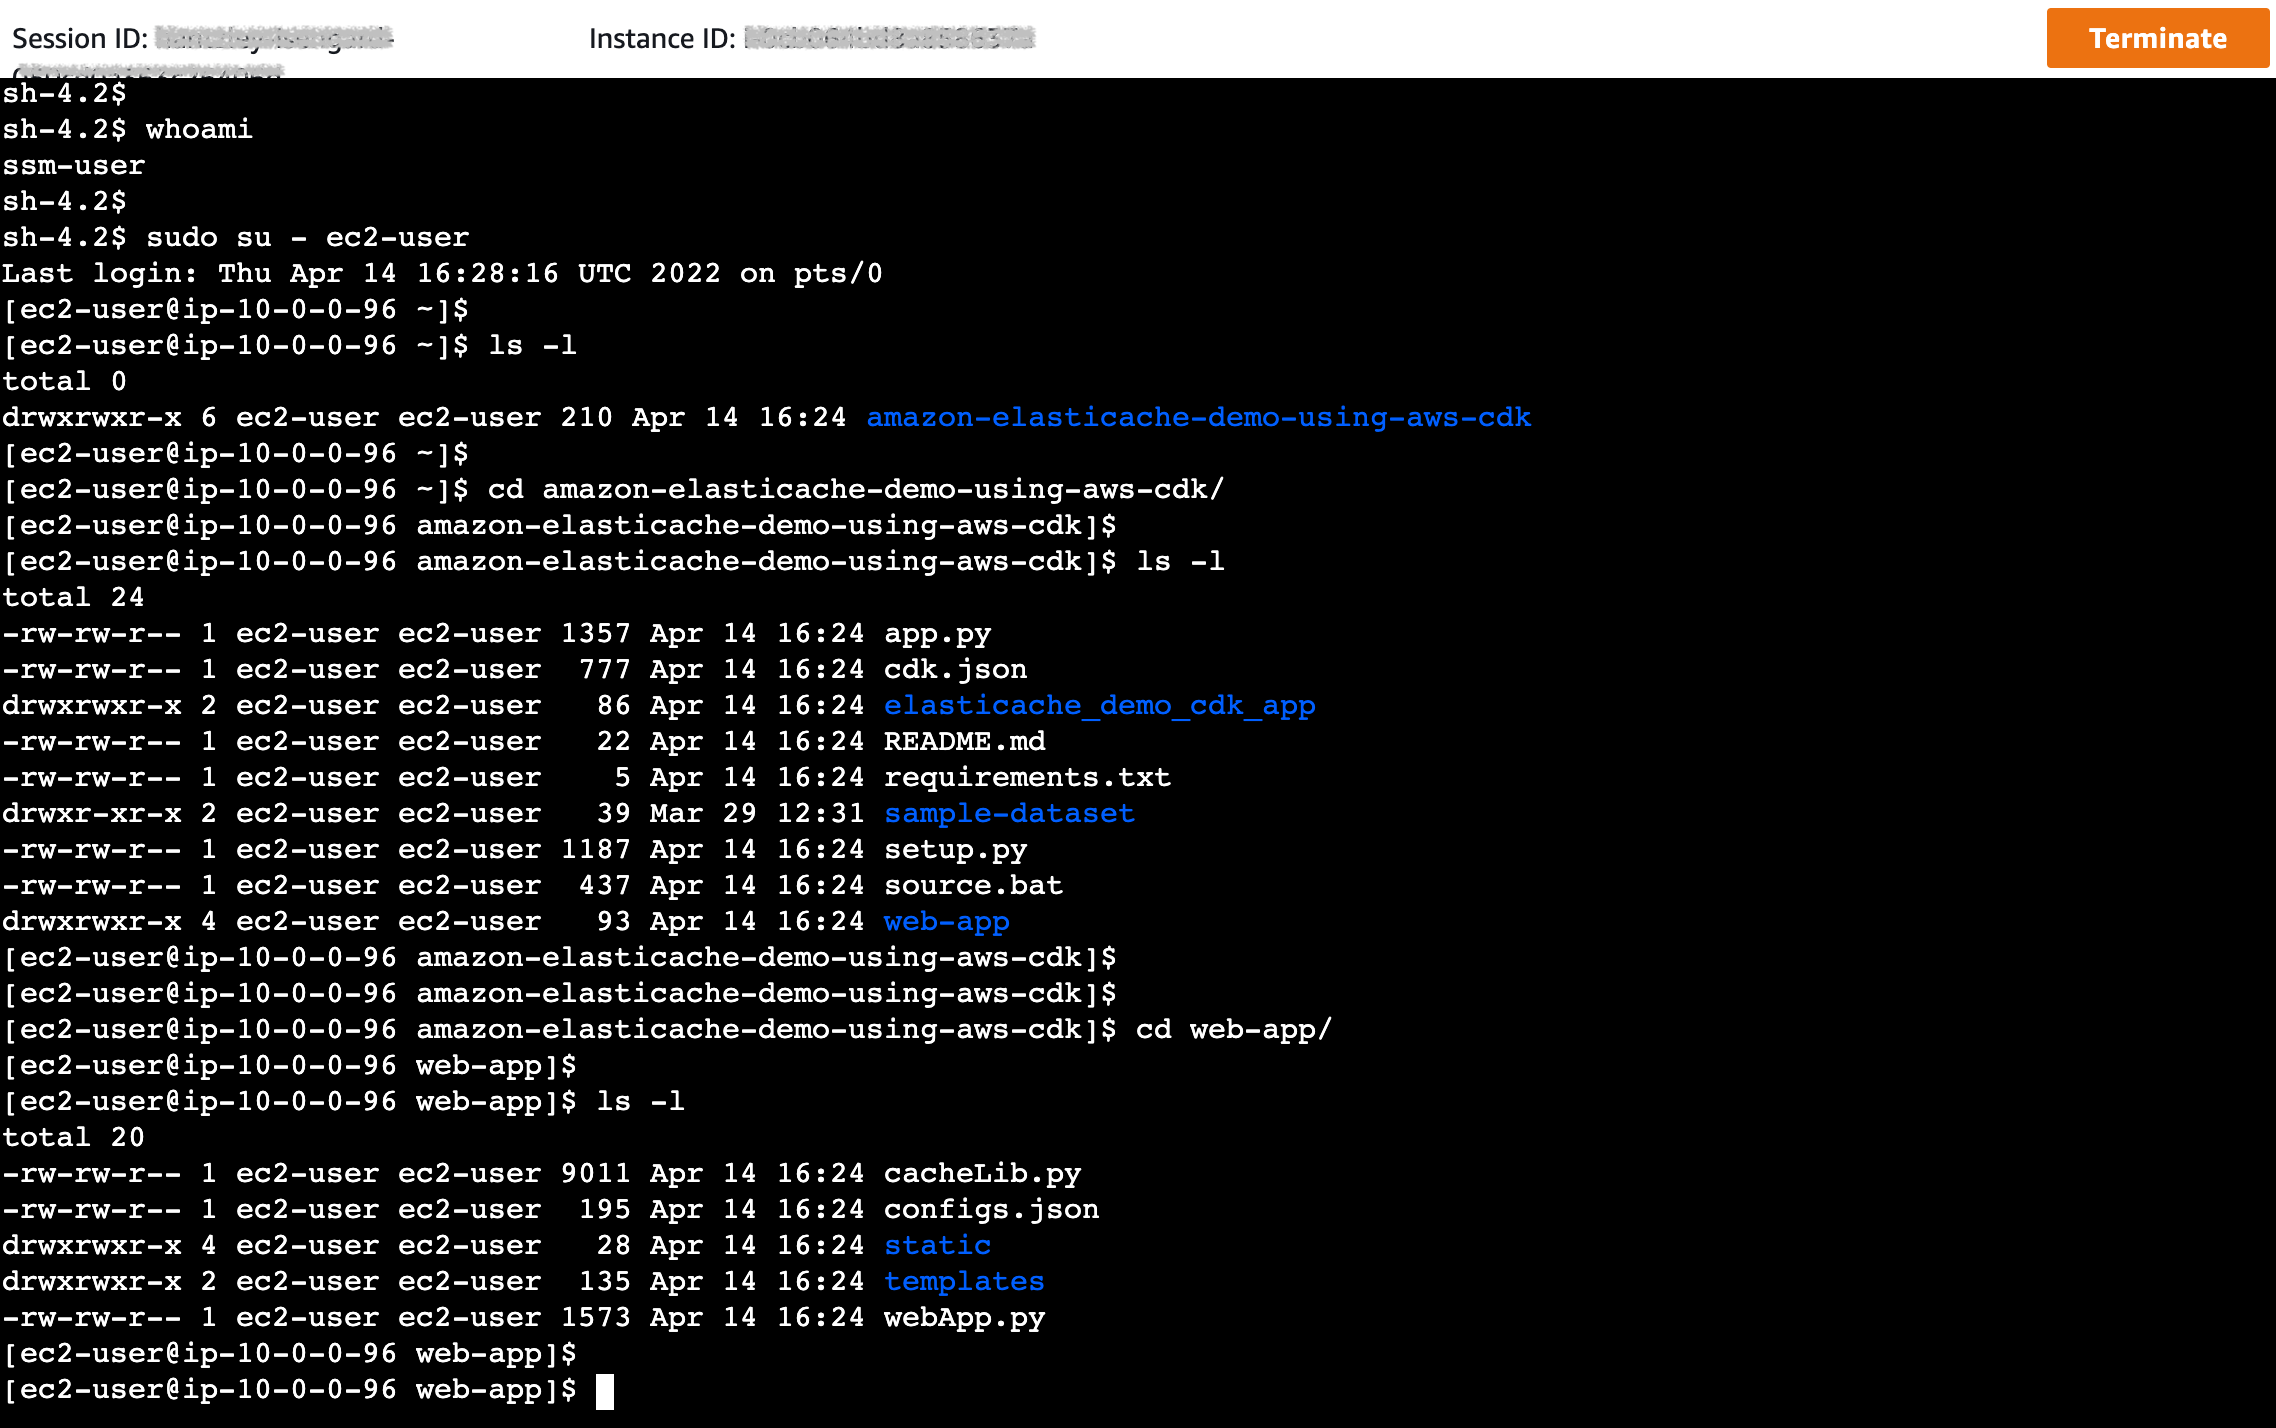 Session ID:
Instance ID:
Terminate
sh-4.2$
sh-4.2$ whoami
ssm-user
sh-4.2$
sh-4.2$ sudo su - ec2-user
Last login: Thu Apr 14 16:28:16 UTC 2022 on pts/0
[ec2-user@ip-10-0-0-96 ~]$
[ec2-user@ip-10-0-0-96 ~]$ ls -l
total 0
drwxrwxr-x 6 ec2-user ec2-user 210 Apr 14 16:24 amazon-elasticache-demo-using-aws-cdk
[ec2-user@ip-10-0-0-96 ~]$
[ec2-user@ip-10-0-0-96 ~]$ cd amazon-elasticache-demo-using-aws-cdk/
[ec2-user@ip-10-0-0-96 amazon-elasticache-demo-using-aws-cdk]$
[ec2-user@ip-10-0-0-96 amazon-elasticache-demo-using-aws-cdk]$ ls -l
total 24
-rw-rw-r-- 1 ec2-user ec2-user 1357 Apr 14 16:24 app.py
-rw-rw-r-- 1 ec2-user ec2-user  777 Apr 14 16:24 cdk.json
drwxrwxr-x 2 ec2-user ec2-user   86 Apr 14 16:24 elasticache_demo_cdk_app
-rw-rw-r-- 1 ec2-user ec2-user   22 Apr 14 16:24 README.md
-rw-rw-r-- 1 ec2-user ec2-user    5 Apr 14 16:24 requirements.txt
drwxr-xr-x 2 ec2-user ec2-user   39 Mar 29 12:31 sample-dataset
-rw-rw-r-- 1 ec2-user ec2-user 1187 Apr 14 16:24 setup.py
-rw-rw-r-- 1 ec2-user ec2-user  437 Apr 14 16:24 source.bat
drwxrwxr-x 4 ec2-user ec2-user   93 Apr 14 16:24 web-app
[ec2-user@ip-10-0-0-96 amazon-elasticache-demo-using-aws-cdk]$
[ec2-user@ip-10-0-0-96 amazon-elasticache-demo-using-aws-cdk]$
[ec2-user@ip-10-0-0-96 amazon-elasticache-demo-using-aws-cdk]$ cd web-app/
[ec2-user@ip-10-0-0-96 web-app]$
[ec2-user@ip-10-0-0-96 web-app]$ ls -l
total 20
-rw-rw-r-- 1 ec2-user ec2-user 9011 Apr 14 16:24 cacheLib.py
-rw-rw-r-- 1 ec2-user ec2-user  195 Apr 14 16:24 configs.json
drwxrwxr-x 4 ec2-user ec2-user   28 Apr 14 16:24 static
drwxrwxr-x 2 ec2-user ec2-user  135 Apr 14 16:24 templates
-rw-rw-r-- 1 ec2-user ec2-user 1573 Apr 14 16:24 webApp.py
[ec2-user@ip-10-0-0-96 web-app]$
[ec2-user@ip-10-0-0-96 web-app]$